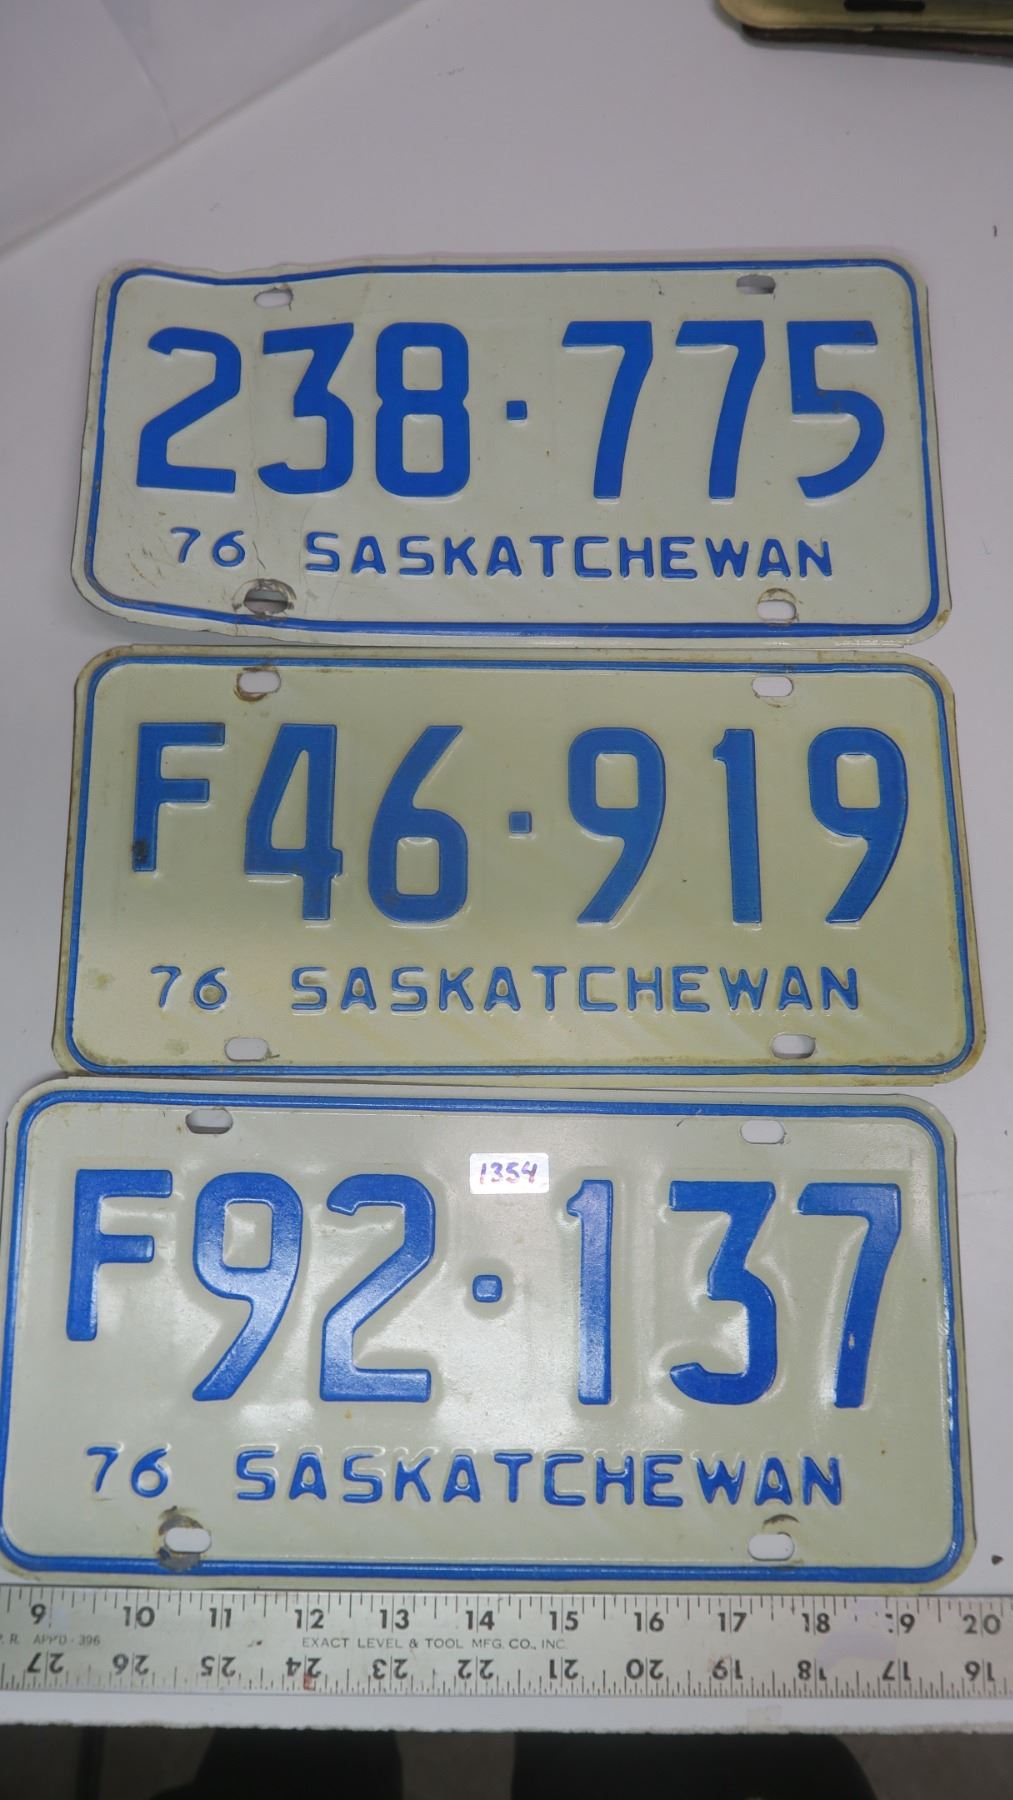 238·775
76 SASKATCHEWAN
F46·919
76 SASKATCHEWAN
1354
F92·137
76 SASKATCHEWAN
9 10 11 12 13 14 15 16 17 18 19 20
R. APP'D - 396 EXACT LEVEL & TOOL MFG. CO., INC.
27 26 25 24 23 22 21 20 19 18 17 16